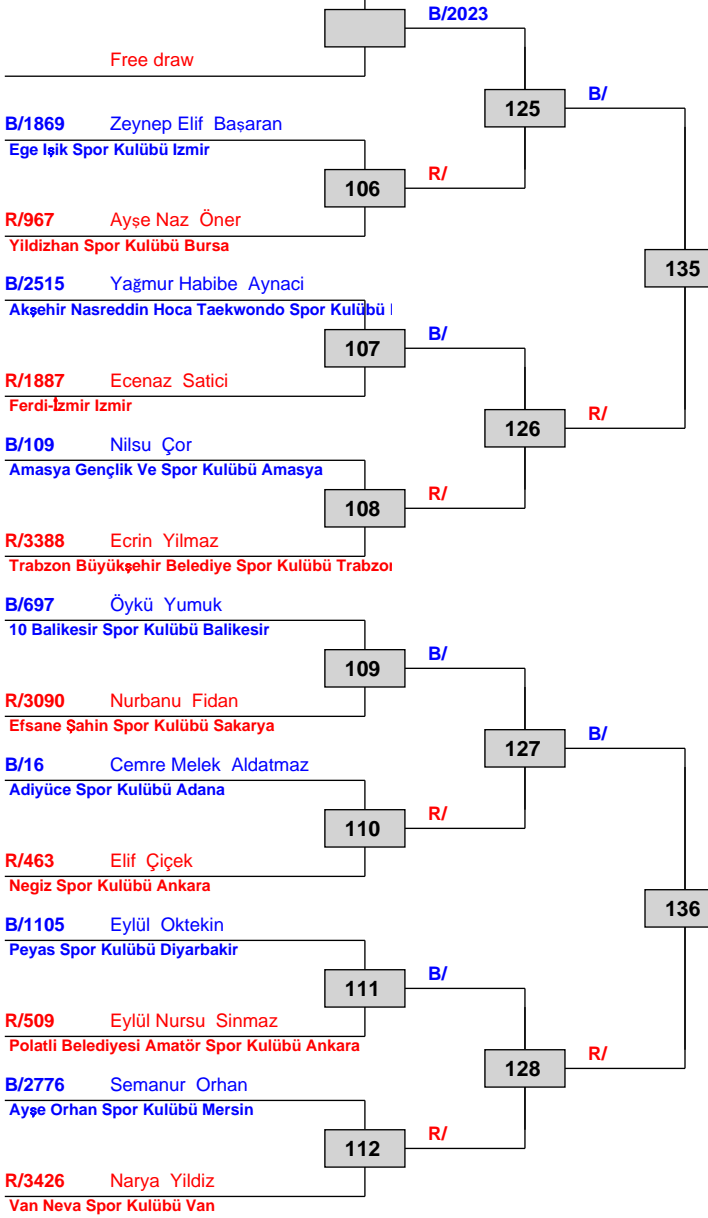 B/2023
Free draw
125
B/
B/1869 Zeynep Elif Başaran
Ege Işik Spor Kulübü Izmir
106
R/
R/967 Ayşe Naz Öner
Yildizhan Spor Kulübü Bursa
135
B/2515 Yağmur Habibe Aynaci
Akşehir Nasreddin Hoca Taekwondo Spor Kulübü
107
B/
R/1887 Ecenaz Satici
Ferdi-İzmir Izmir
126
R/
B/109 Nilsu Çor
Amasya Gençlik Ve Spor Kulübü Amasya
108
R/
R/3388 Ecrin Yilmaz
Trabzon Büyükşehir Belediye Spor Kulübü Trabzon
B/697 Öykü Yumuk
10 Balikesir Spor Kulübü Balikesir
109
B/
R/3090 Nurbanu Fidan
Efsane Şahin Spor Kulübü Sakarya
127
B/
B/16 Cemre Melek Aldatmaz
Adiyüce Spor Kulübü Adana
110
R/
R/463 Elif Çiçek
Negiz Spor Kulübü Ankara
136
B/1105 Eylül Oktekin
Peyas Spor Kulübü Diyarbakir
111
B/
R/509 Eylül Nursu Sinmaz
Polatli Belediyesi Amatör Spor Kulübü Ankara
128
R/
B/2776 Semanur Orhan
Ayşe Orhan Spor Kulübü Mersin
112
R/
R/3426 Narya Yildiz
Van Neva Spor Kulübü Van